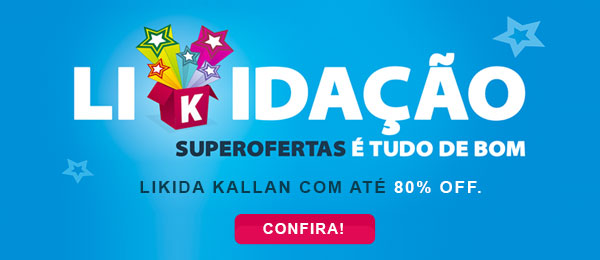 LIKIDAÇÃO
SUPEROFERTAS É TUDO DE BOM
LIKIDA KALLAN COM ATÉ 80% OFF.
CONFIRA!